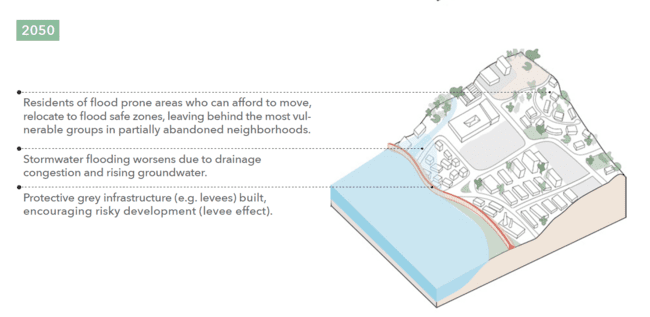 2050
Residents of flood prone areas who can afford to move,
relocate to flood safe zones, leaving behind the most vul-
nerable groups in partially abandoned neighborhoods.
Stormwater flooding worsens due to drainage
congestion and rising groundwater.
Protective grey infrastructure (e.g. levees) built,
encouraging risky development (levee effect).